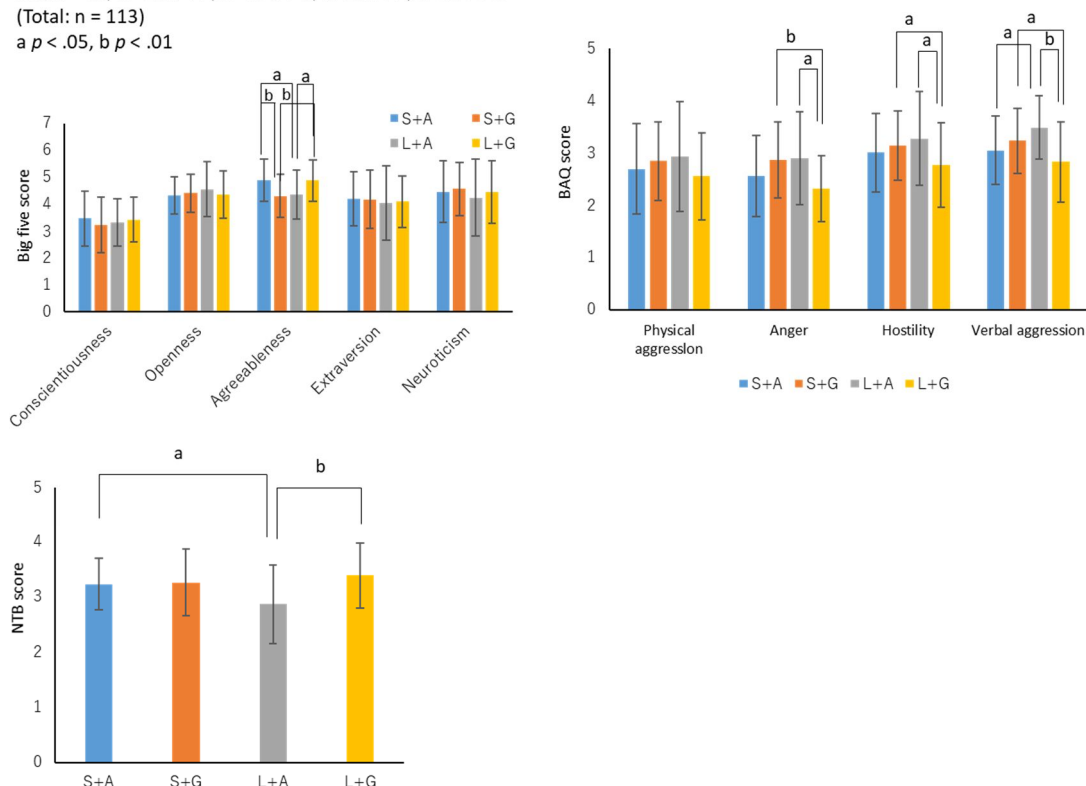 (Total: n = 113)
a p < .05, b p < .01
a a
b b
S+A S+G
L+A L+G
7
6
5
4
3
2
1
0
Big five score
Conscientiousness
Openness
Agreeableness
Extraversion
Neuroticism
b
a
a
a
a
a
b
5
4
3
2
1
0
BAQ score
Physical aggression
Anger
Hostility
Verbal aggression
S+A S+G L+A L+G
a
b
5
4
3
2
1
0
NTB score
S+A S+G L+A L+G